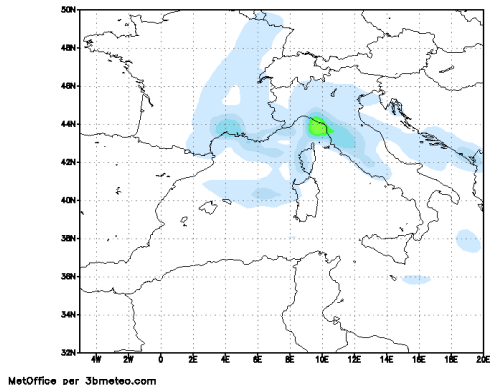 50N
48N
46N
44N
42N
40N
38N
36N
34N
32N
4W 2W 0 2E 4E 6E 8E 10E 12E 14E 16E 18E 20E
MetOffice per 3bmeteo.com